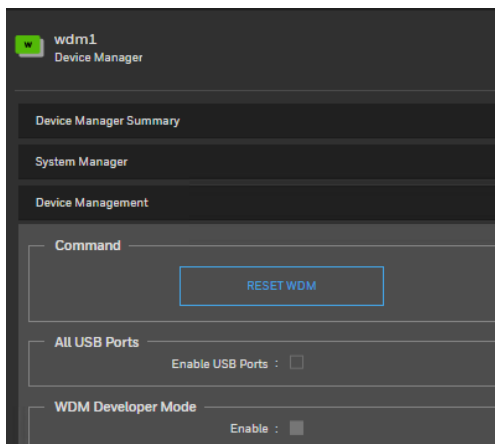 w
wdm1
Device Manager
Device Manager Summary
System Manager
Device Management
Command
RESET WDM
All USB Ports
Enable USB Ports :
WDM Developer Mode
Enable :